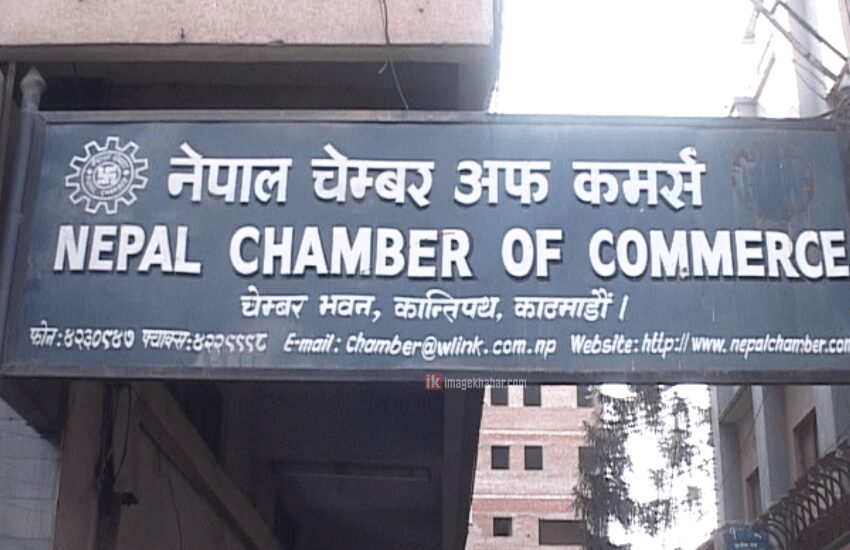 नेपाल चेम्बर अफ कमर्स
NEPAL CHAMBER OF COMMERCE
चेम्बर भवन, कान्तिपथ, काठमाडौं ।
फोन:४२३०९४७ फ्याक्स:४२२९९९८ E-mail: chamber@wlink.com.np Website: http://www.nepalchamber.com
ik imagekhabar.com